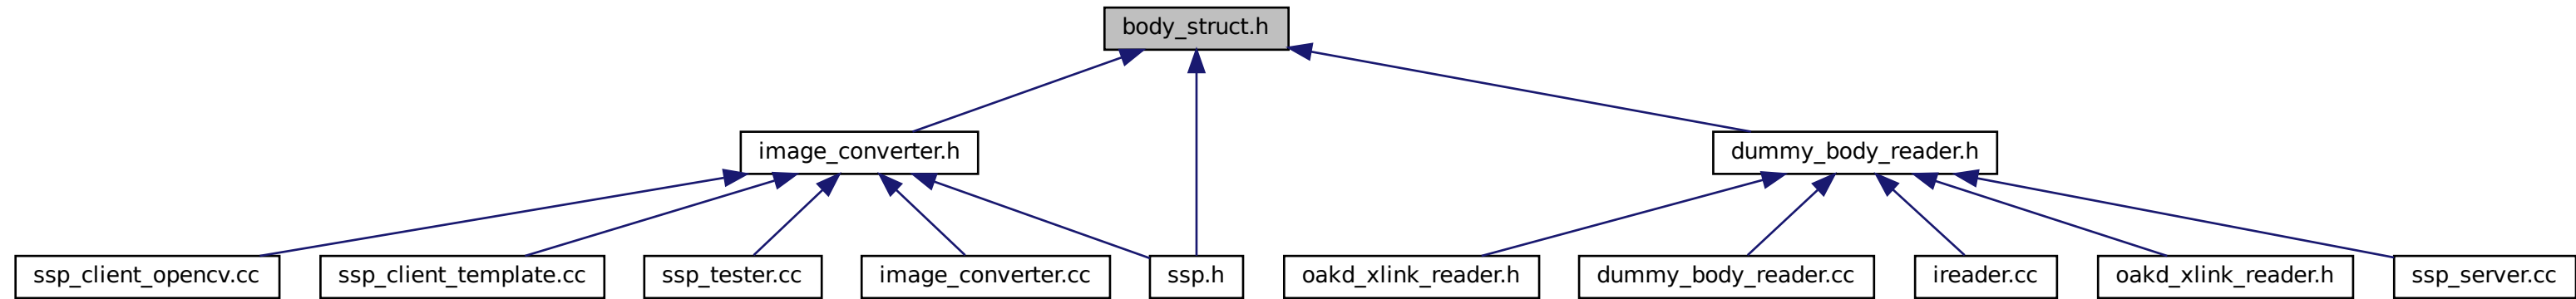 body_struct.h
image_converter.h
dummy_body_reader.h
ssp_client_opencv.cc
ssp_client_template.cc
ssp_tester.cc
image_converter.cc
ssp.h
oakd_xlink_reader.h
dummy_body_reader.cc
ireader.cc
oakd_xlink_reader.h
ssp_server.cc